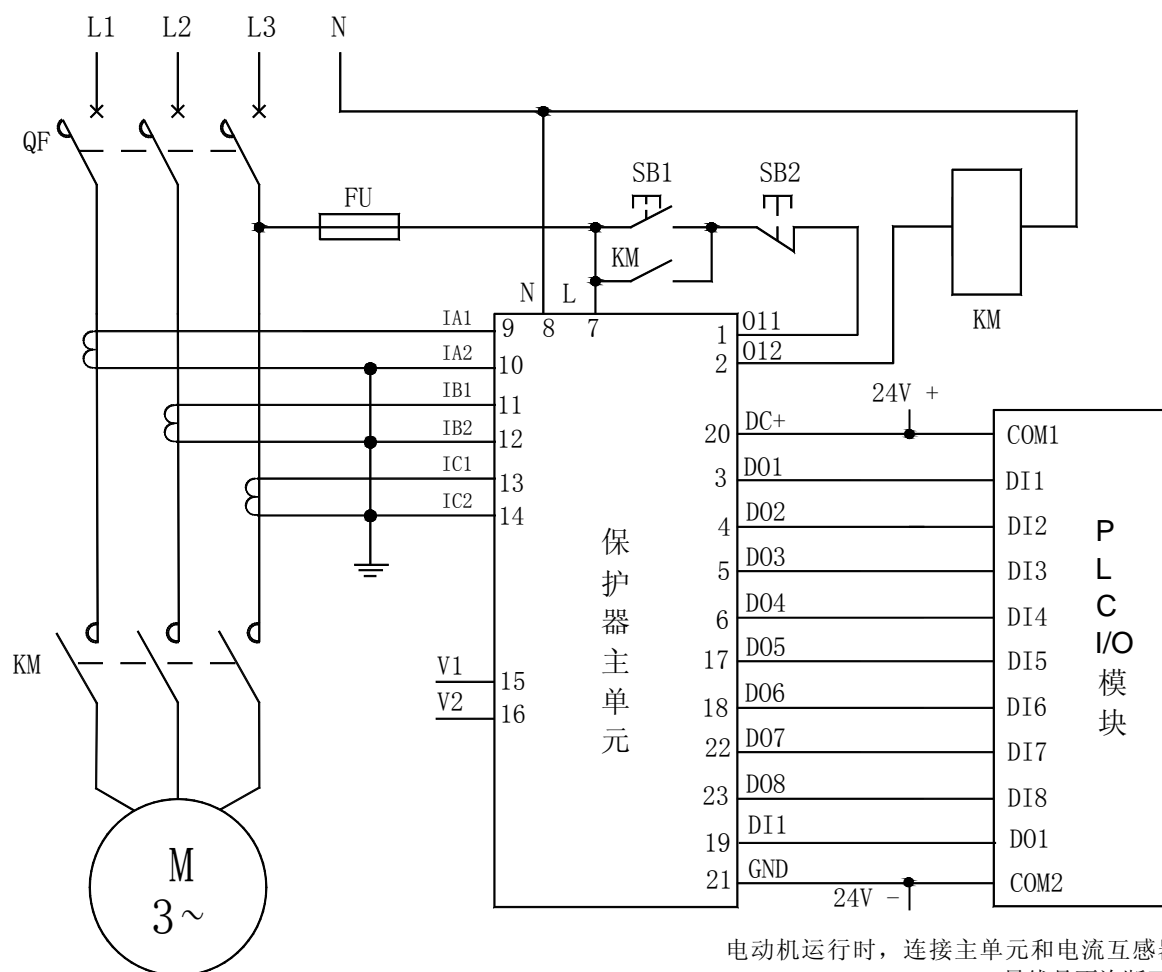 L1 L2 L3 N
QF
FU
SB1 SB2
KM
KM
N L
9 8 7
IA1
IA2
10
IB1
11
IB2
12
IC1
13
IC2
14
1 O11
2 O12
24V +
20 DC+ COM1
3 DO1 DI1
4 DO2 DI2
5 DO3 DI3
6 DO4 DI4
17 DO5 DI5
18 DO6 DI6
22 DO7 DI7
23 DO8 DI8
19 DI1 DO1
21 GND COM2
24V -
保护器主单元
PLC I/O模块
KM
V1
15
V2
16
M
3~
电动机运行时，连接主单元和电流互感器